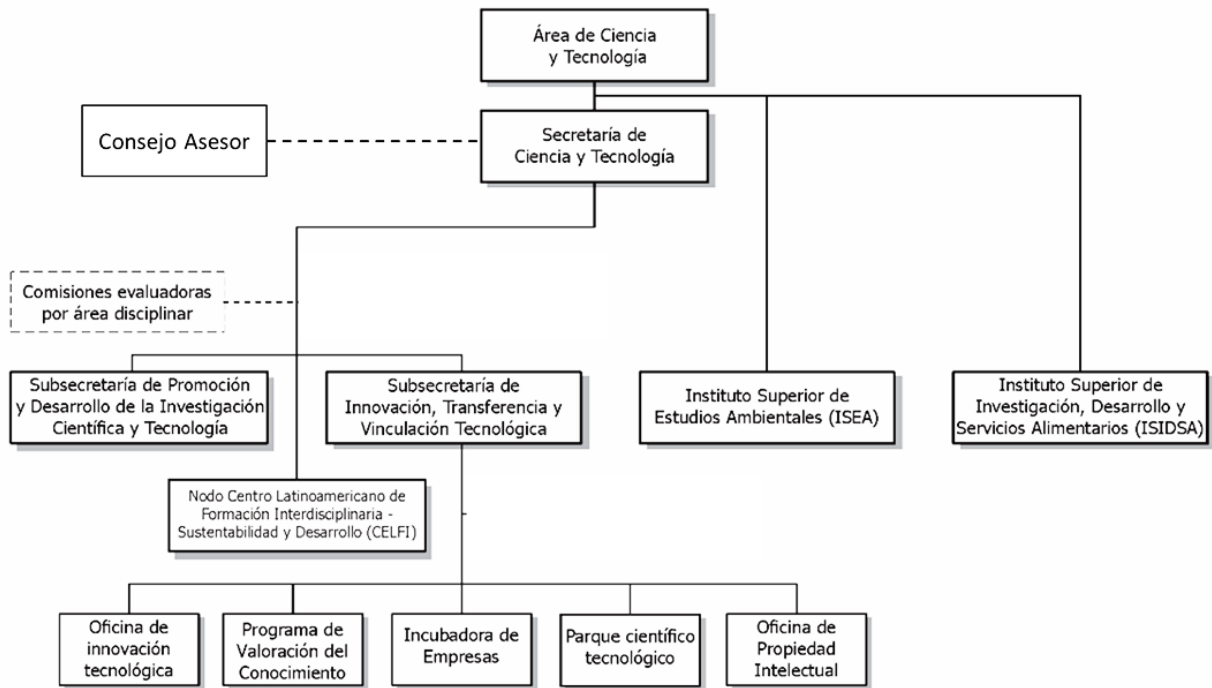 Área de Ciencia
y Tecnología
Consejo Asesor
Secretaría de
Ciencia y Tecnología
Comisiones evaluadoras
por área disciplinar
Subsecretaría de Promoción
y Desarrollo de la Investigación
Científica y Tecnología
Subsecretaría de
Innovación, Transferencia y
Vinculación Tecnológica
Instituto Superior de
Estudios Ambientales (ISEA)
Instituto Superior de
Investigación, Desarrollo y
Servicios Alimentarios (ISIDSA)
Nodo Centro Latinoamericano de
Formación Interdisciplinaria -
Sustentabilidad y Desarrollo (CELFI)
Oficina de
innovación
tecnológica
Programa de
Valoración del
Conocimiento
Incubadora de
Empresas
Parque científico
tecnológico
Oficina de
Propiedad
Intelectual